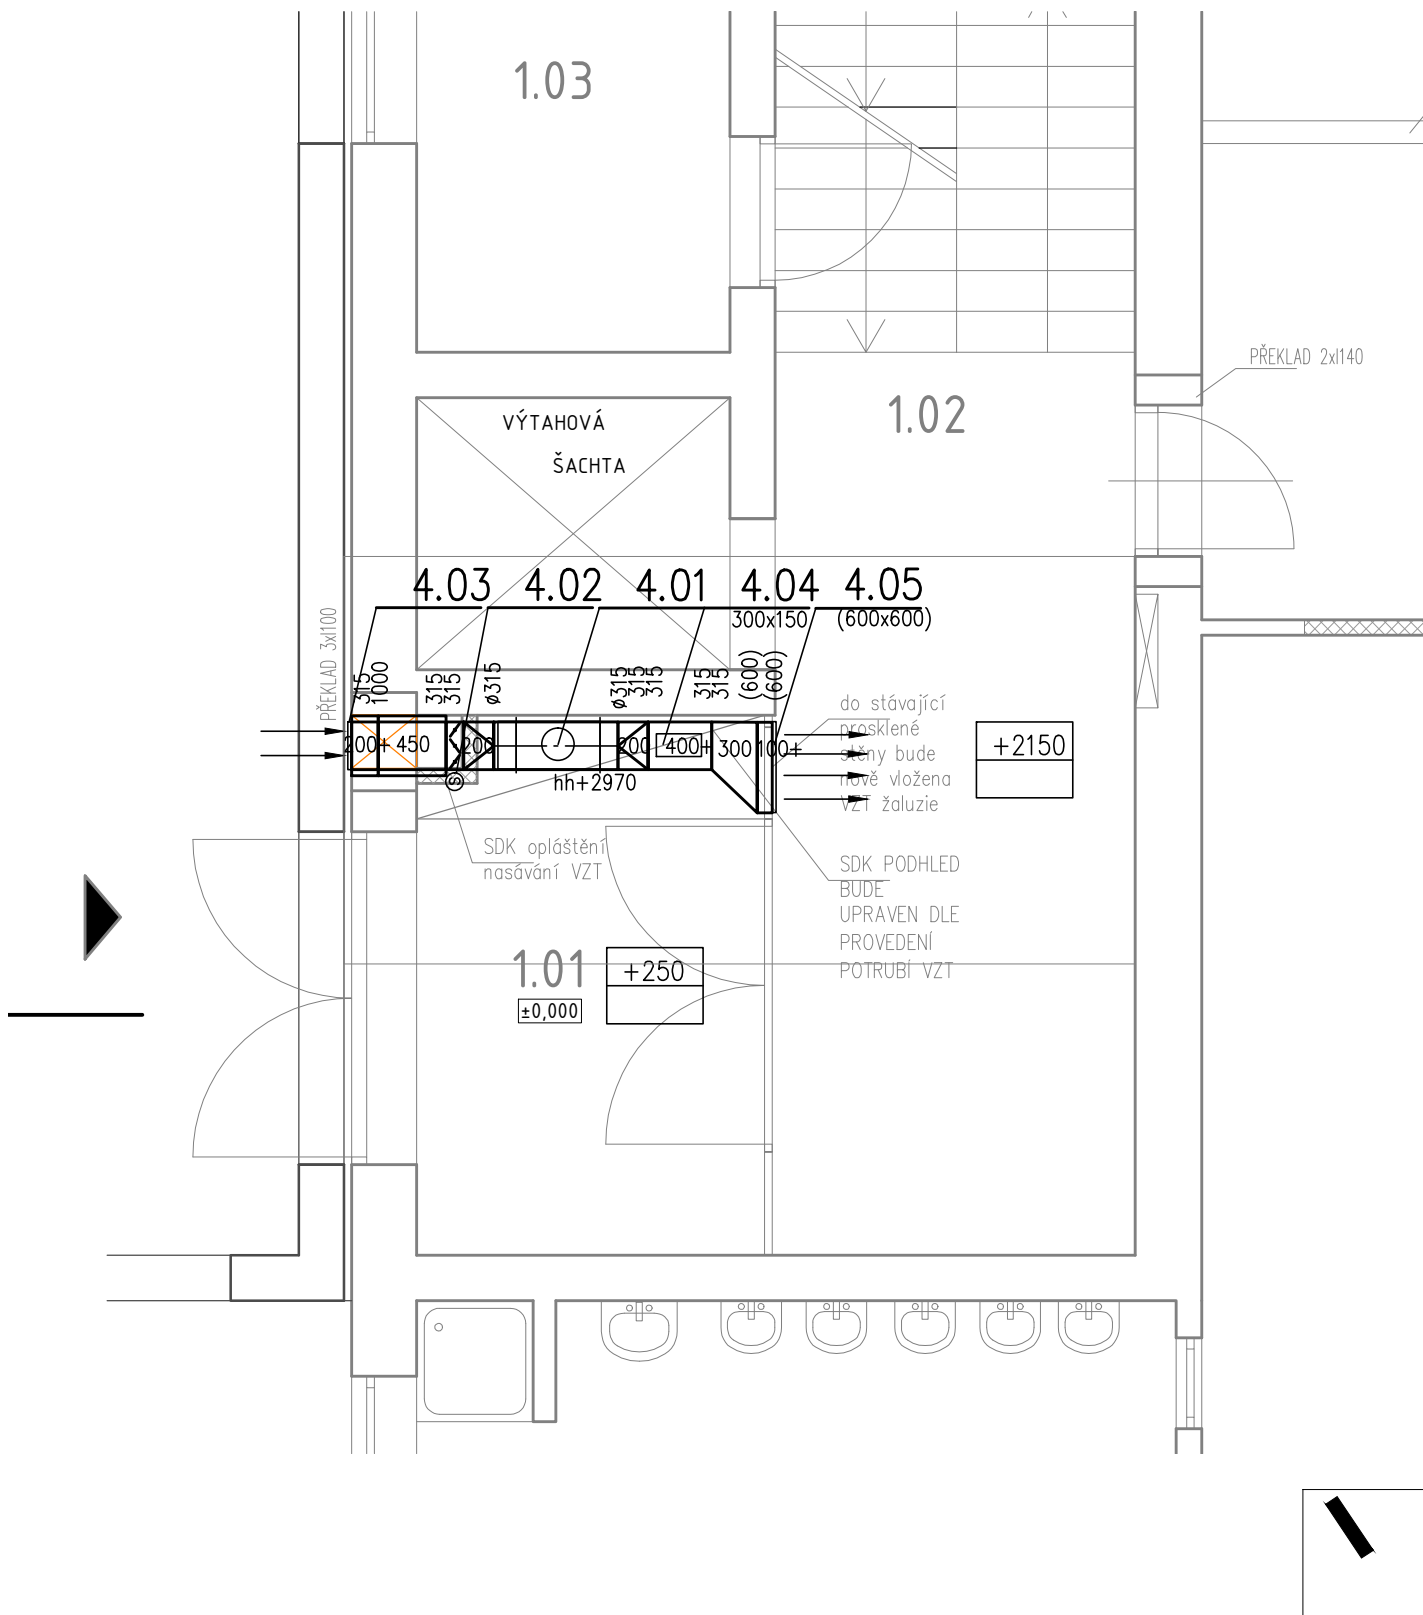 1.03
PŘEKLAD 2xI140
1.02
VÝTAHOVÁ
ŠACHTA
4.03
4.02
4.01
4.04
4.05
300x150
(600x600)
PŘEKLAD 3xI100
315
1000
315
315
ø315
ø315
315
315
315
315
(600)
(600)
200+
450
200
200
400+
300
100+
S
hh+2970
do stávající
prosklené
stěny bude
nově vložena
VZT žaluzie
+2150
SDK opláštění
nasávání VZT
SDK PODHLED
BUDE
UPRAVEN DLE
PROVEDENÍ
POTRUBÍ VZT
1.01
+250
±0,000